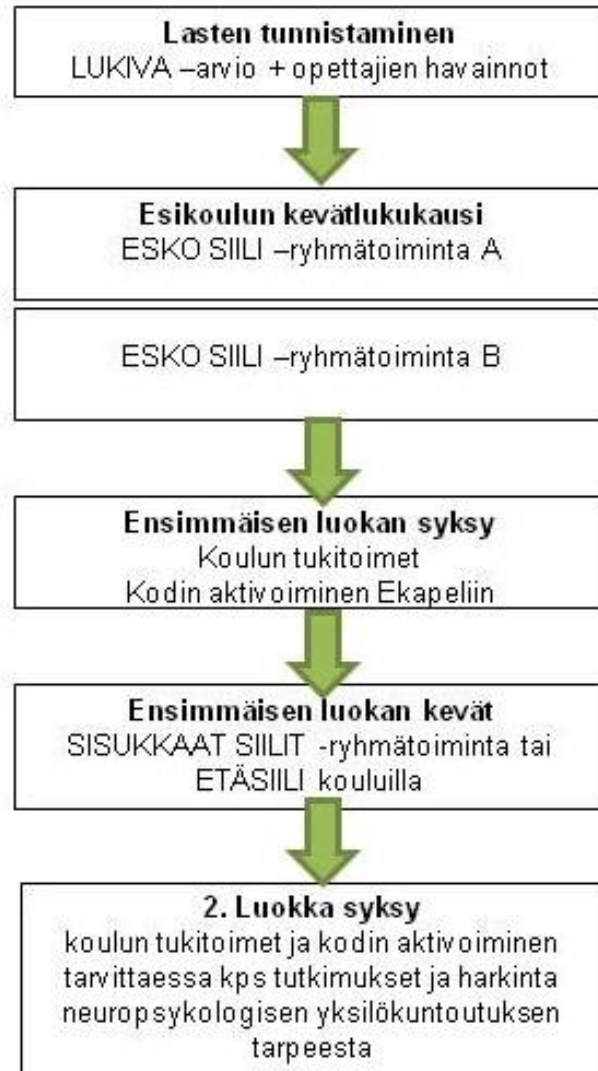 Lasten tunnistaminen
LUKIVA –arvio + opettajien havainnot
Esikoulun kevätlukukausi
ESKO SIILI –ryhmätoiminta A
ESKO SIILI –ryhmätoiminta B
Ensimmäisen luokan syksy
Koulun tukitoimet
Kodin aktivoiminen Ekapeliin
Ensimmäisen luokan kevät
SISUKKAAT SIILIT -ryhmätoiminta tai
ETÄSIILI kouluilla
2. Luokka syksy
koulun tukitoimet ja kodin aktivoiminen
tarvittaessa kps tutkimukset ja harkinta
neuropsykologisen yksilökuntoutuksen
tarpeesta